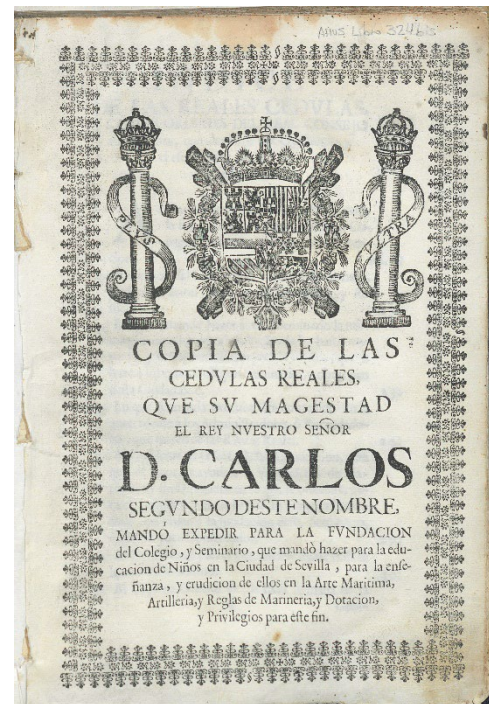 Libro 324bis
PLVS
VLTRA
COPIA DE LAS
CEDVLAS REALES,
QVE SV MAGESTAD
EL REY NVESTRO SEÑOR
D. CARLOS
SEGVNDO DESTE NOMBRE,
MANDÓ EXPEDIR PARA LA FVNDACION
del Colegio, y Seminario, que mandò hazer para la edu-
cacion de Niños en la Ciudad de Sevilla, para la enſe-
ñanza, y erudicion de ellos en la Arte Maritima,
Artilleria, y Reglas de Marineria, y Dotacion,
y Privilegios para eſte fin.